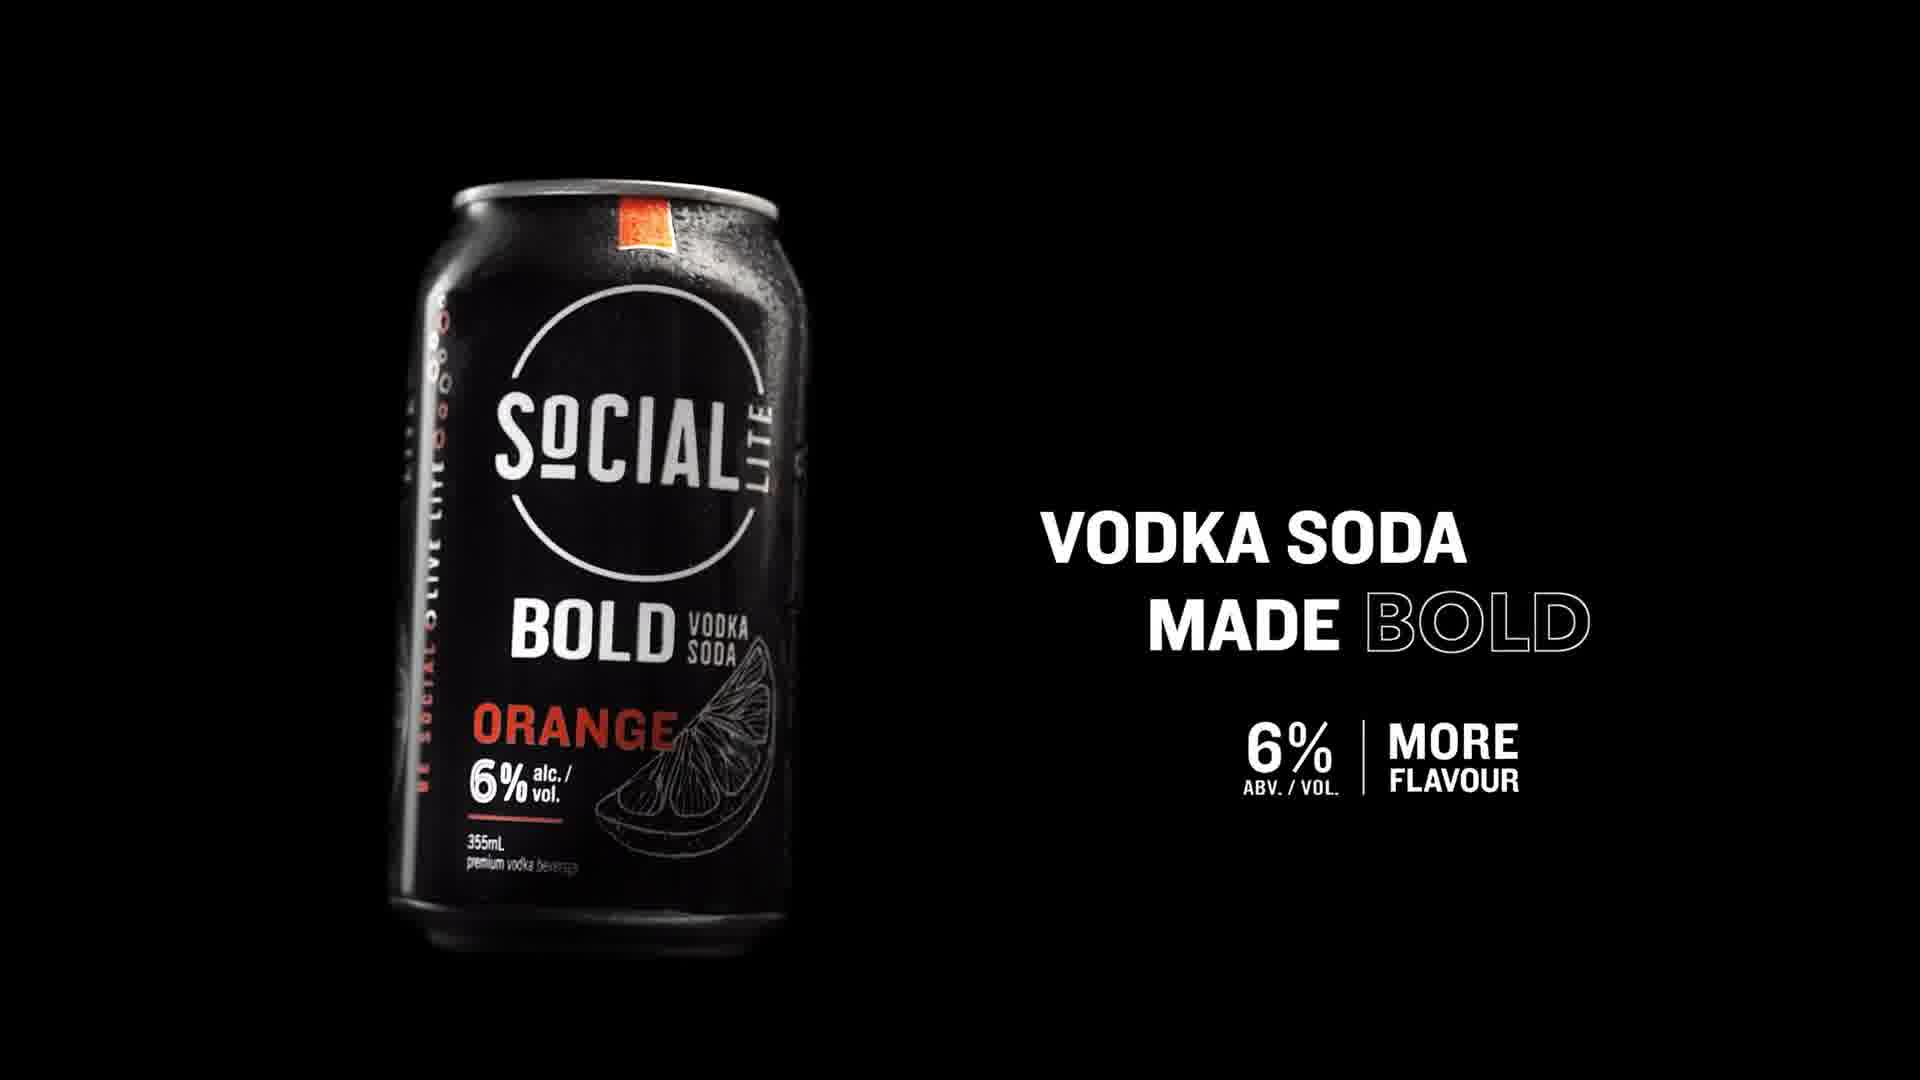 SOCIAL
LITE
BOLD
VODKA
SODA
ORANGE
6% alc. /
vol.
355mL
premium vodka beverage
VODKA SODA
MADE BOLD
6%
ABV. / VOL.
MORE
FLAVOUR